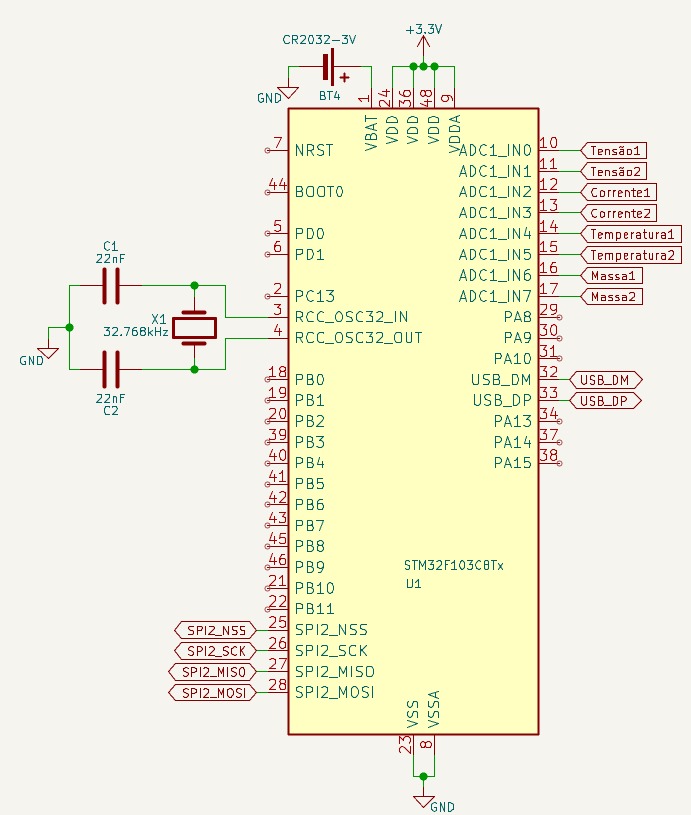 +3.3V
CR2032-3V
GND
BT4
1
24
36
48
9
VBAT
VDD
VDD
VDD
VDDA
7 NRST
44 BOOT0
5 PD0
6 PD1
2 PC13
3 RCC_OSC32_IN
4 RCC_OSC32_OUT
C1
22nF
X1
32.768kHz
GND
22nF
C2
18 PB0
19 PB1
20 PB2
39 PB3
40 PB4
41 PB5
42 PB6
43 PB7
45 PB8
46 PB9
21 PB10
22 PB11
SPI2_NSS 25 SPI2_NSS
SPI2_SCK 26 SPI2_SCK
SPI2_MISO 27 SPI2_MISO
SPI2_MOSI 28 SPI2_MOSI
ADC1_IN0 10 Tensão1
ADC1_IN1 11 Tensão2
ADC1_IN2 12 Corrente1
ADC1_IN3 13 Corrente2
ADC1_IN4 14 Temperatura1
ADC1_IN5 15 Temperatura2
ADC1_IN6 16 Massa1
ADC1_IN7 17 Massa2
PA8 29
PA9 30
PA10 31
USB_DM 32 USB_DM
USB_DP 33 USB_DP
PA13 34
PA14 37
PA15 38
STM32F103C8Tx
U1
VSS
VSSA
23
8
GND